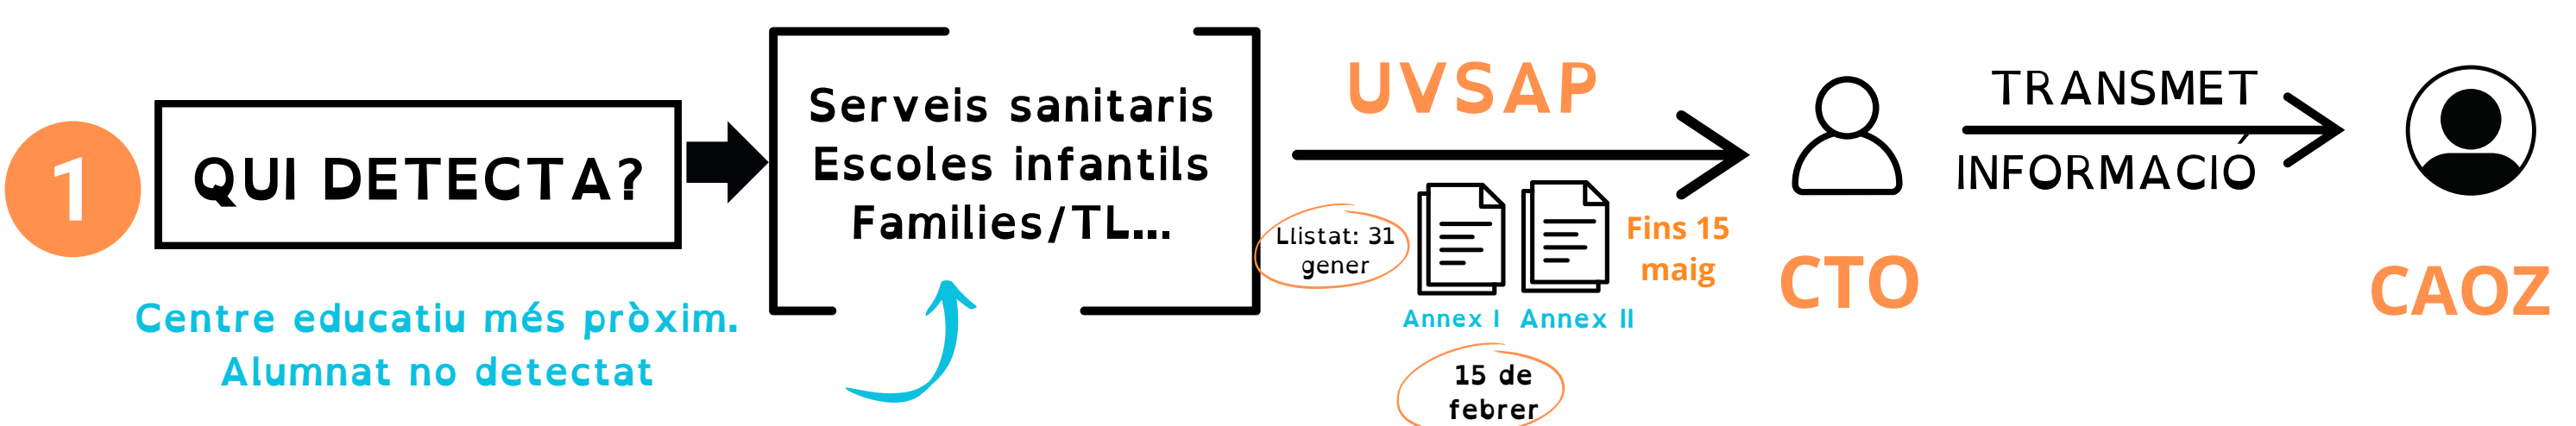 1
QUI DETECTA?
Centre educatiu més pròxim.
Alumnat no detectat
Serveis sanitaris
Escoles infantils
Families/TL...
UVSAP
Llistat: 31
gener
Annex I
Annex II
15 de
febrer
Fins 15
maig
CTO
TRANSMET
INFORMACIÓ
CAOZ